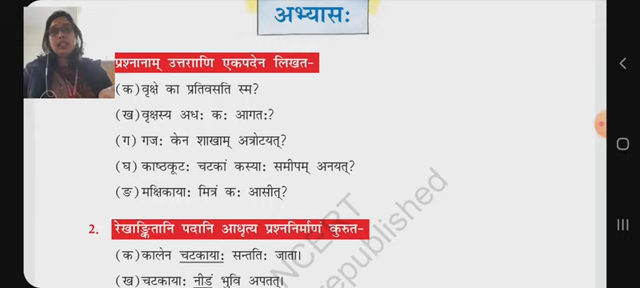 अभ्यासः
प्रश्नानाम् उत्तराणि एकपदेन लिखत-
(क) वृक्षे का प्रतिवसति स्म?
(ख) वृक्षस्य अधः कः आगतः?
(ग) गजः केन शाखाम् अत्रोटयत्?
(घ) काष्ठकूटः चटकां कस्याः समीपम् अनयत्?
(ङ) मक्षिकायाः मित्रं कः आसीत्?
2. रेखाङ्कितानि पदानि आधृत्य प्रश्ननिर्माणं कुरुत-
(क) कालेन चटकायाः सन्ततिः जाता।
(ख) चटकायाः नीडं भुवि अपतत्।
NCERT
republished